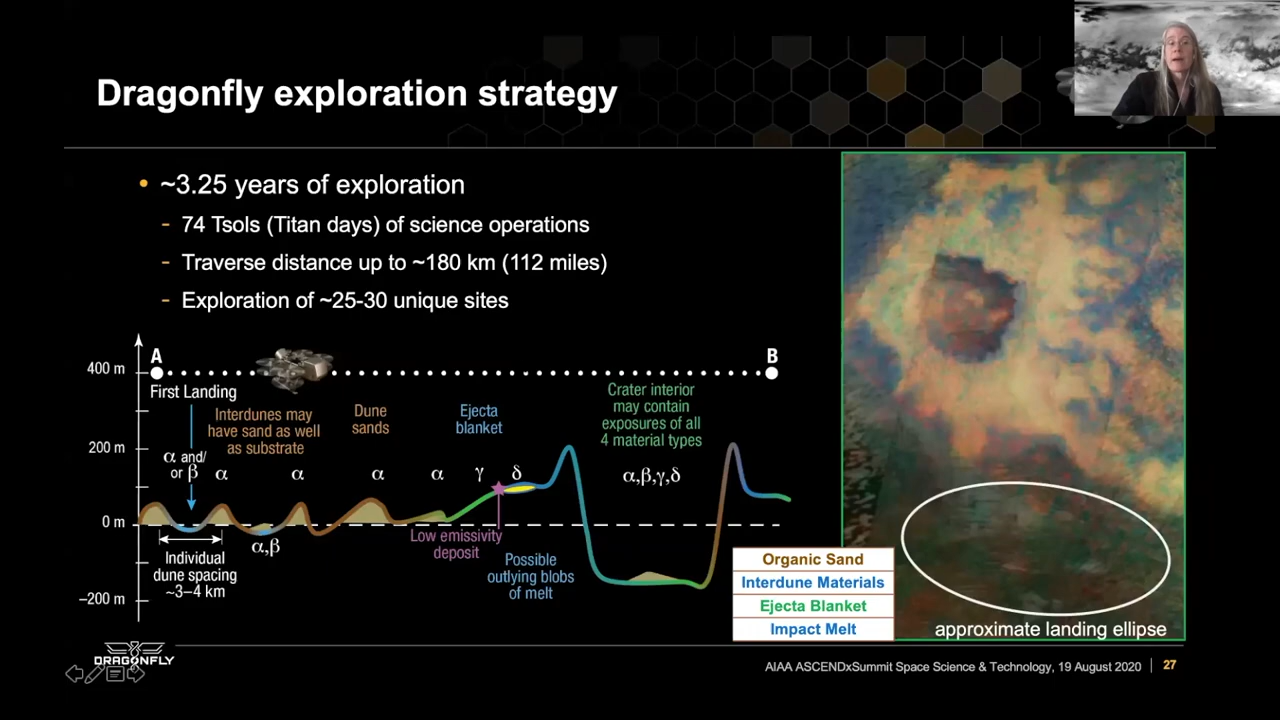 Dragonfly exploration strategy
• ~3.25 years of exploration
- 74 Tsols (Titan days) of science operations
- Traverse distance up to ~180 km (112 miles)
- Exploration of ~25-30 unique sites
A
B
400 m
200 m
0 m
–200 m
First Landing
α and/
or β
Interdunes may
have sand as well
as substrate
α
α
Dune
sands
α
α
Ejecta
blanket
γ
δ
Crater interior
may contain
exposures of all
4 material types
α,β,γ,δ
Individual
dune spacing
~3–4 km
α,β
Low emissivity
deposit
Possible
outlying blobs
of melt
Organic Sand
Interdune Materials
Ejecta Blanket
Impact Melt
approximate landing ellipse
DRAGONFLY
AIAA ASCENDxSummit Space Science & Technology, 19 August 2020 | 27